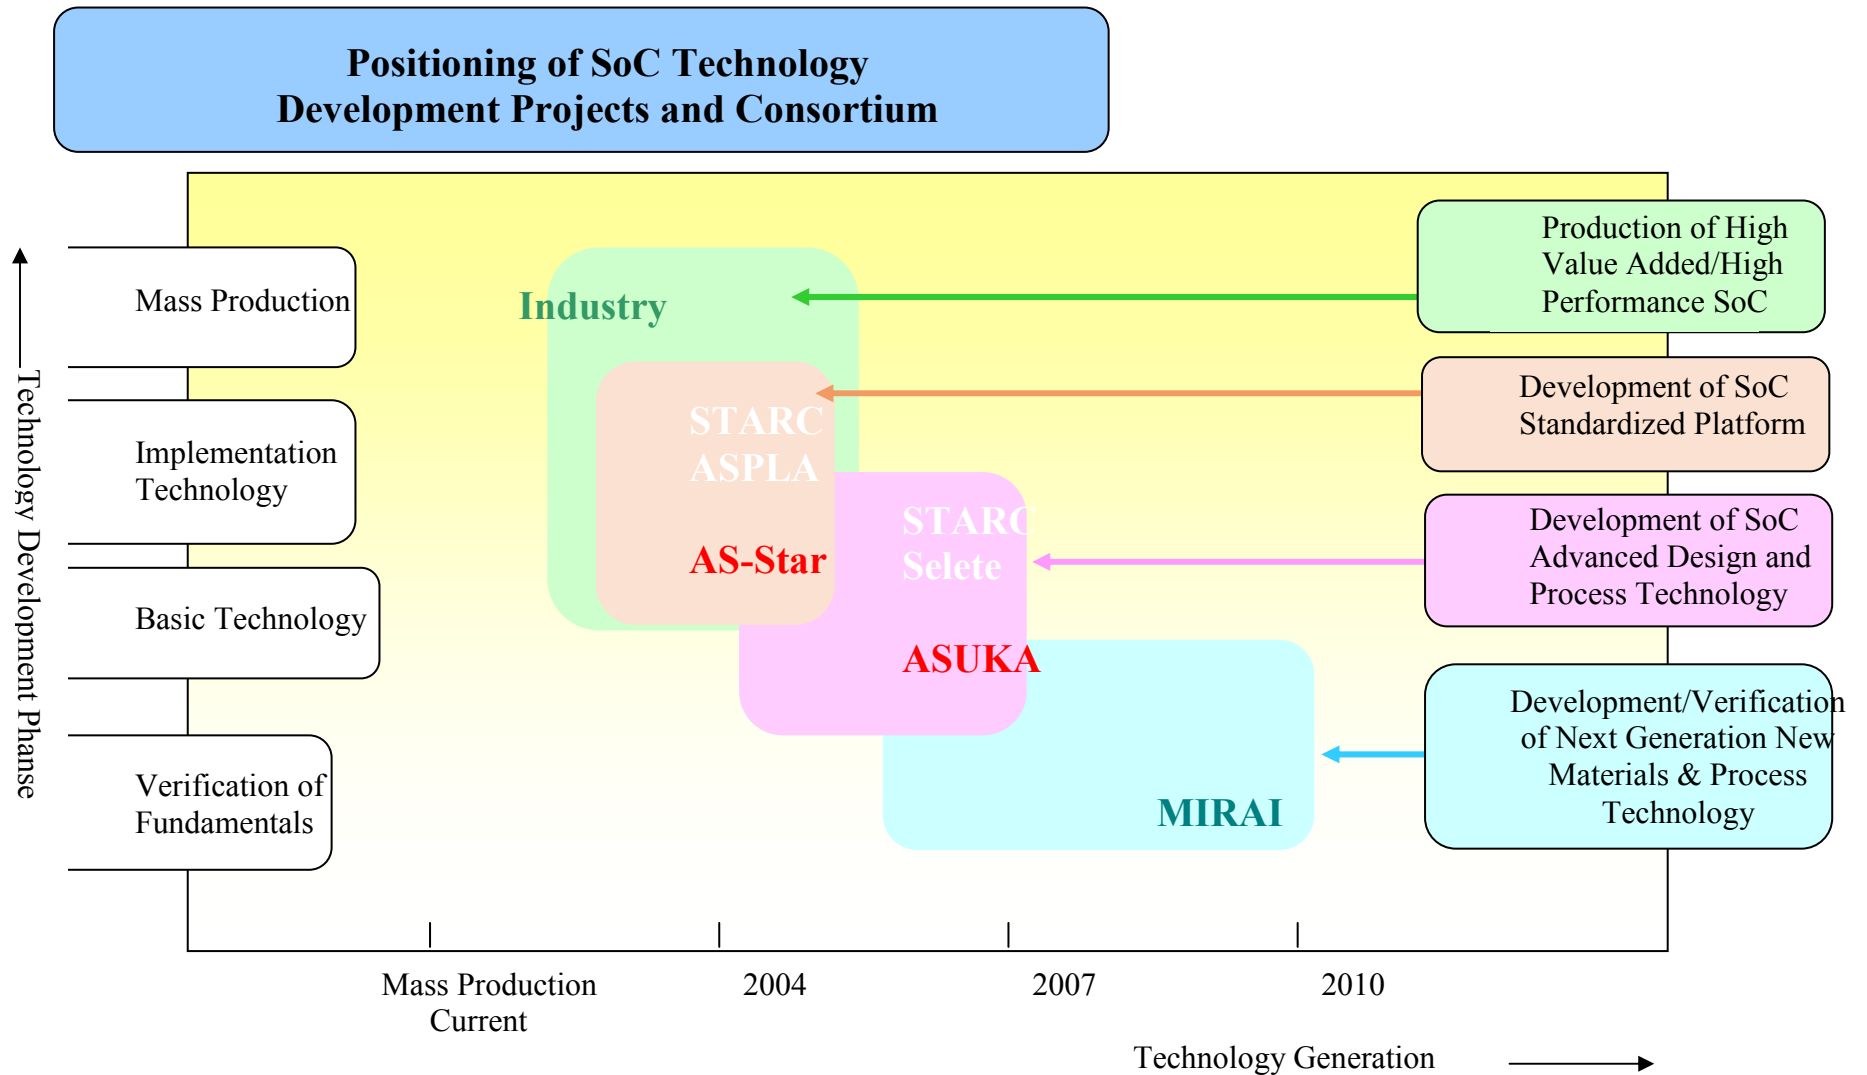 Positioning of SoC Technology
Development Projects and Consortium
Technology Development Phanse
Mass Production
Implementation
Technology
Basic Technology
Verification of
Fundamentals
Industry
STARC
ASPLA
AS-Star
STARC
Selete
ASUKA
MIRAI
Production of High
Value Added/High
Performance SoC
Development of SoC
Standardized Platform
Development of SoC
Advanced Design and
Process Technology
Development/Verification
of Next Generation New
Materials & Process
Technology
Mass Production
Current
2004
2007
2010
Technology Generation